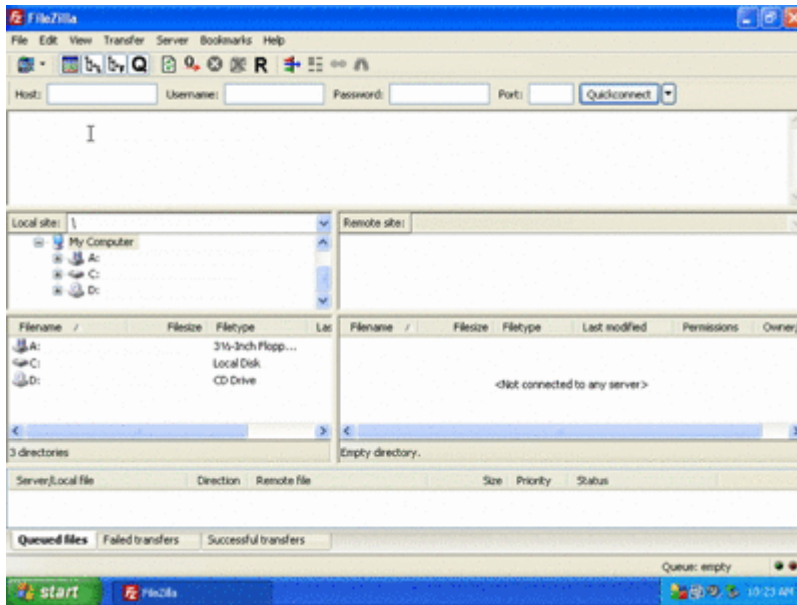 FileZilla
File Edit View Transfer Server Bookmarks Help
Q R
Host: Username: Password: Port: Quickconnect
Local site: \ Remote site:
My Computer
A:
C:
D:
Filename / Filesize Filetype Las Filename / Filesize Filetype Last modified Permissions Owner/
A: 3½-Inch Flopp...
C: Local Disk
D: CD Drive
<Not connected to any server>
3 directories Empty directory.
Server/Local file Direction Remote file Size Priority Status
Queued files Failed transfers Successful transfers
Queue: empty
start FileZilla 10:23 AM